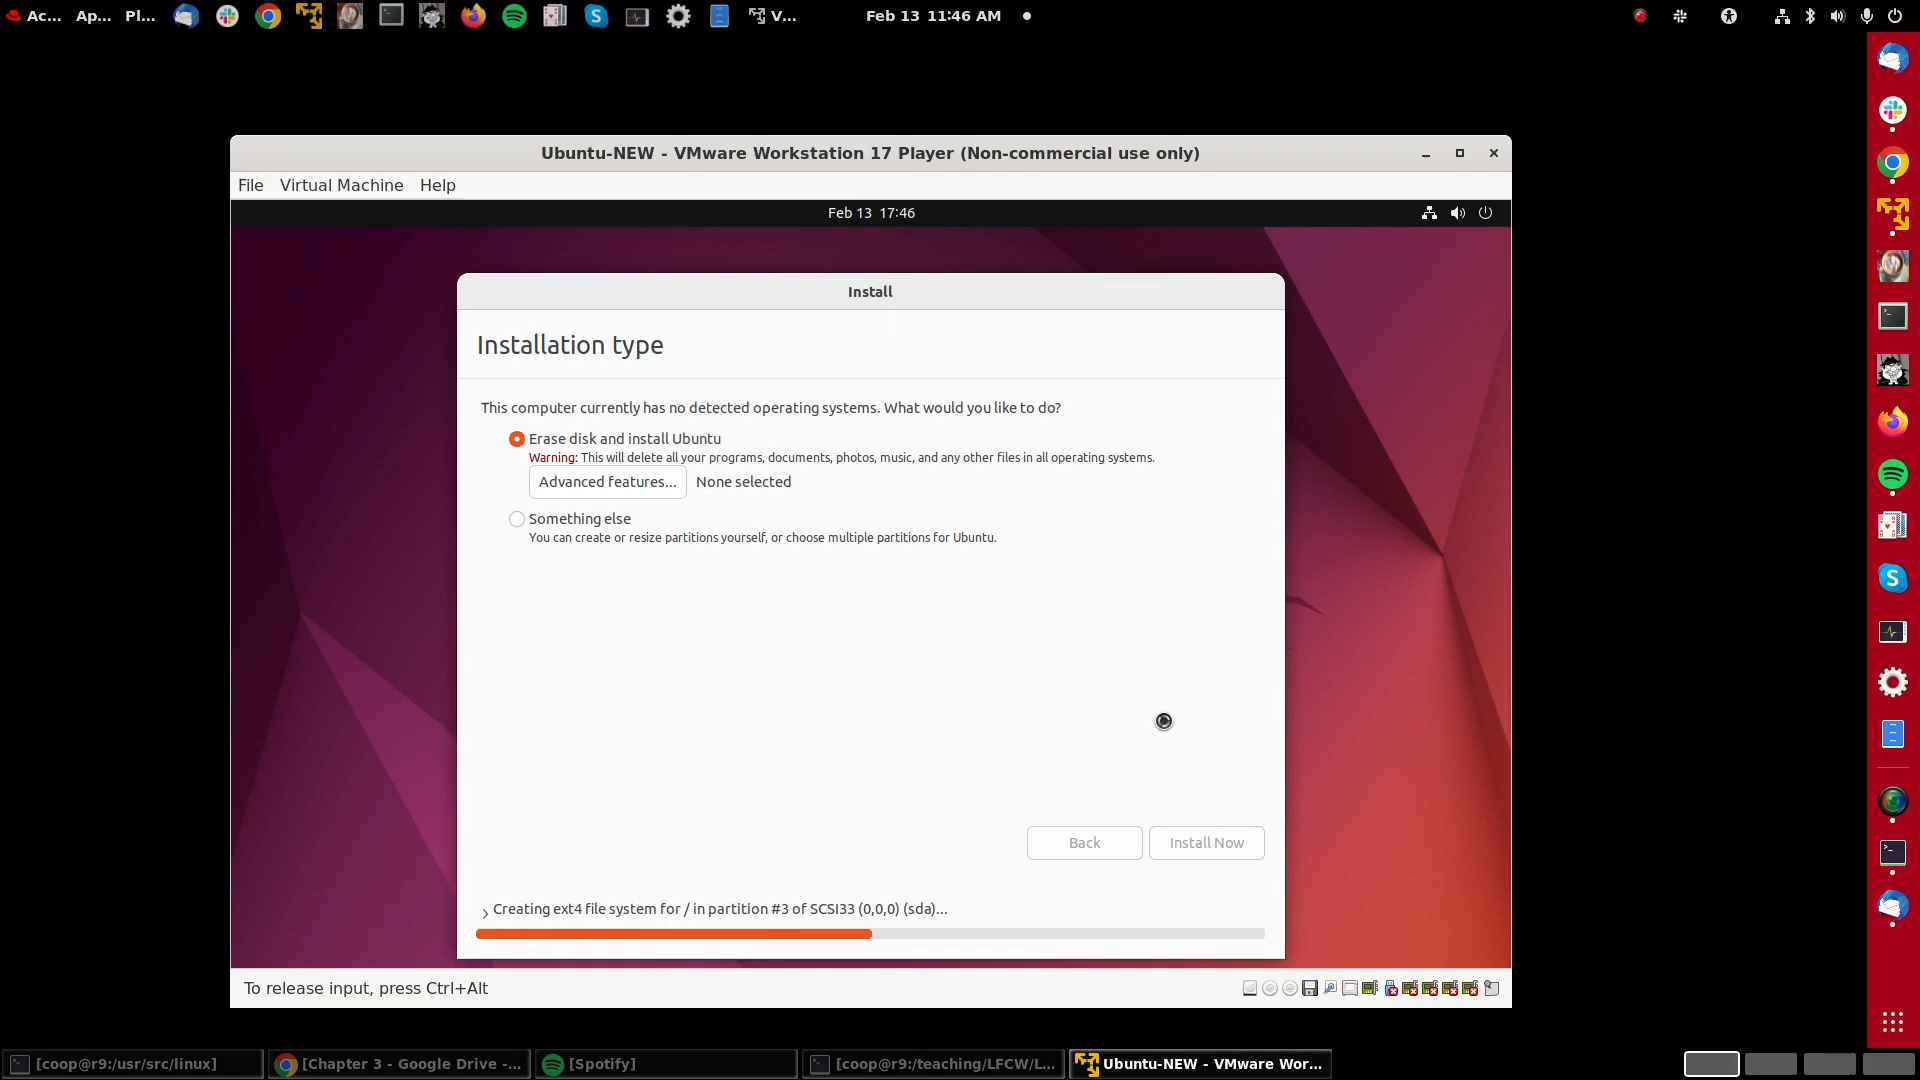 Ac... Ap... Pl... V... Feb 13 11:46 AM
Ubuntu-NEW - VMware Workstation 17 Player (Non-commercial use only)
File Virtual Machine Help
Feb 13 17:46
Install
Installation type
This computer currently has no detected operating systems. What would you like to do?
Erase disk and install Ubuntu
Warning: This will delete all your programs, documents, photos, music, and any other files in all operating systems.
Advanced features... None selected
Something else
You can create or resize partitions yourself, or choose multiple partitions for Ubuntu.
Back Install Now
Creating ext4 file system for / in partition #3 of SCSI33 (0,0,0) (sda)...
To release input, press Ctrl+Alt
[coop@r9:/usr/src/linux] [Chapter 3 - Google Drive -... [Spotify] [coop@r9:/teaching/LFCW/L... Ubuntu-NEW - VMware Wor...